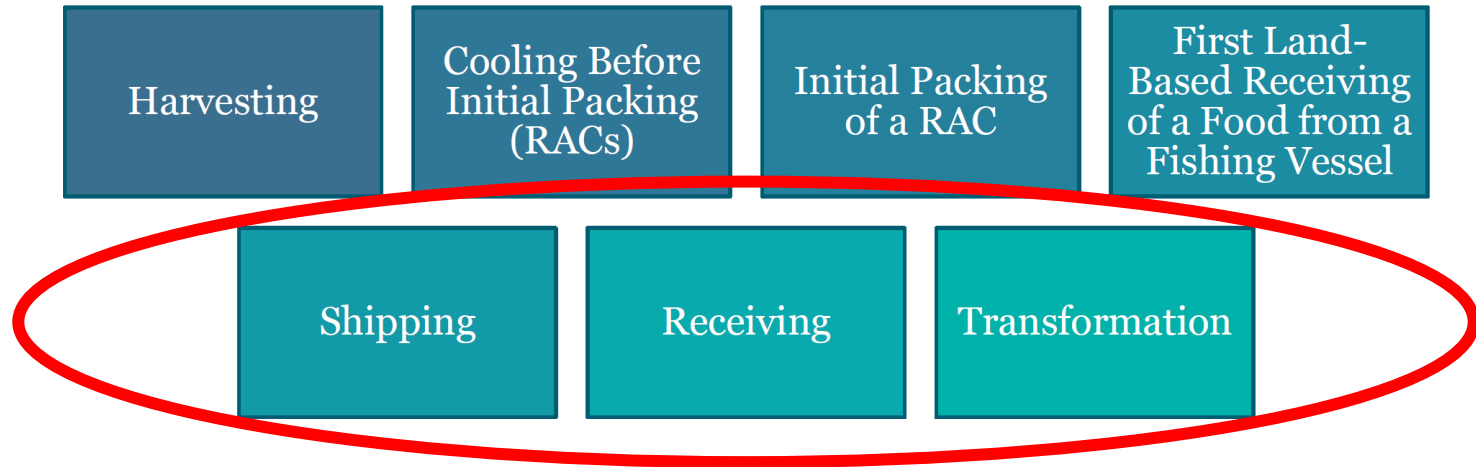 Harvesting
Cooling Before
Initial Packing
(RACs)
Initial Packing
of a RAC
First Land-
Based Receiving
of a Food from a
Fishing Vessel
Shipping
Receiving
Transformation